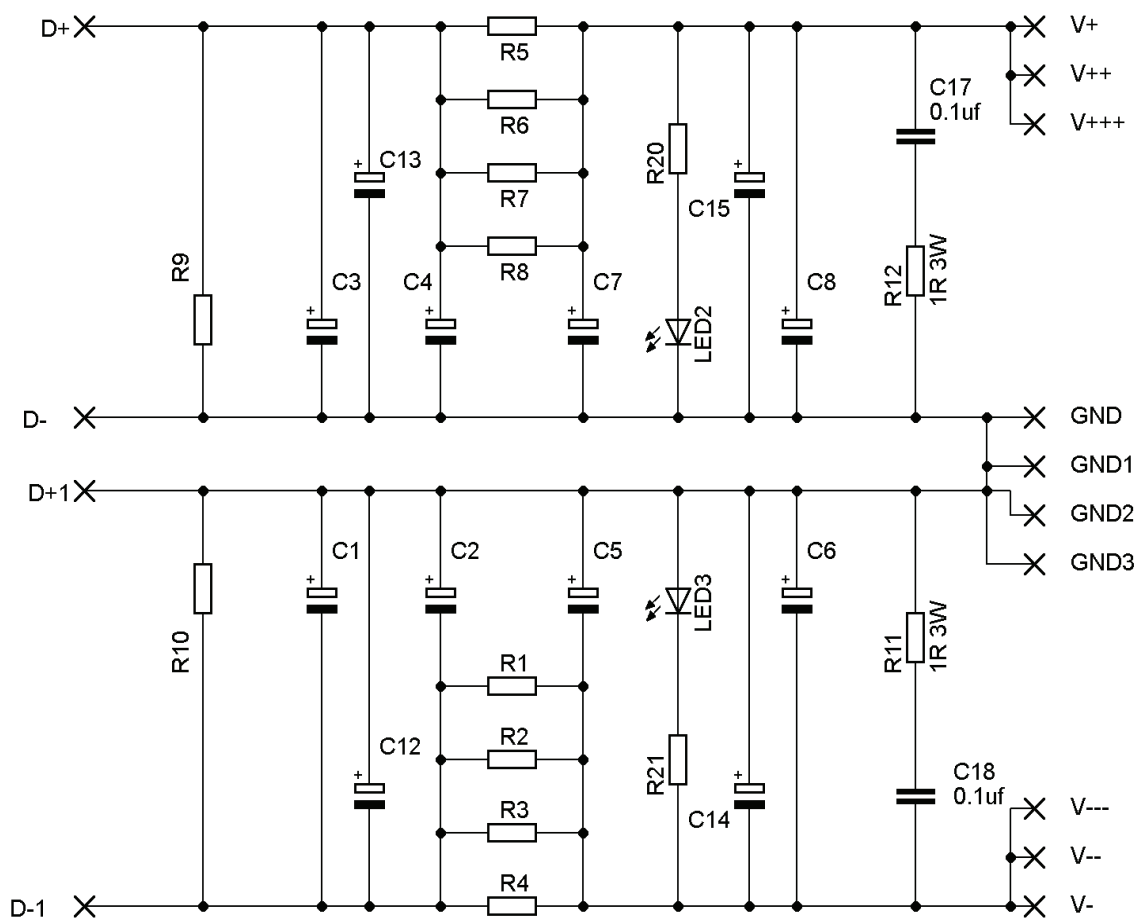 D+
R5
V+
V++
V+++
C17
0.1uf
R6
C13
R20
R7
C15
R8
R9
C3
C4
C7
C8
R12
1R 3W
LED2
D-
GND
GND1
D+1
GND2
GND3
C1
C2
C5
C6
LED3
R10
R11
1R 3W
R1
R2
C12
R21
R3
C14
C18
0.1uf
V---
V--
R4
D-1
V-